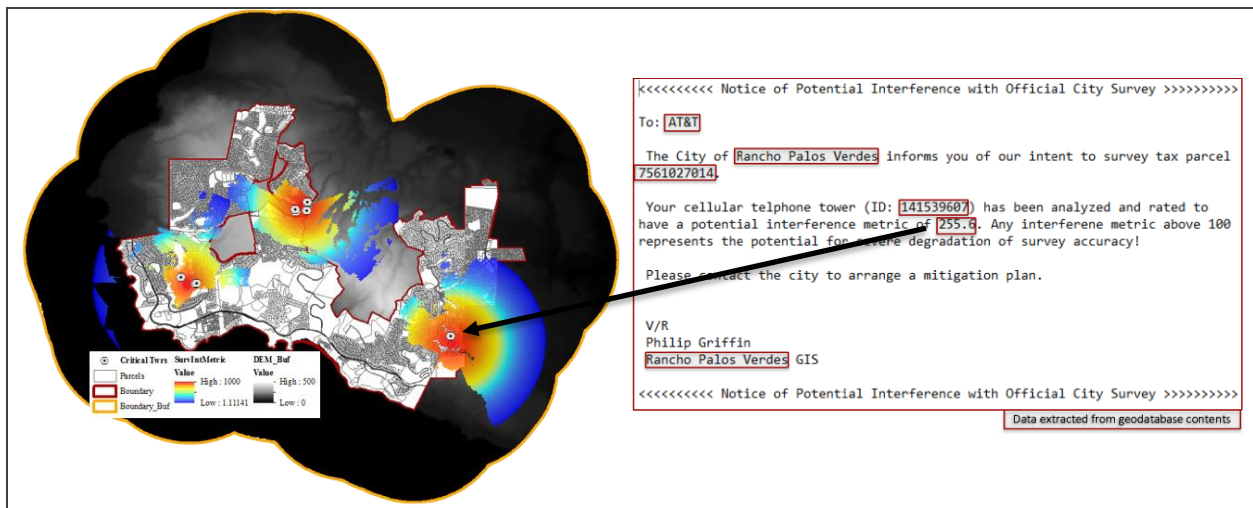 Critical Twrs
Parcels
Boundary
Boundary_Buf
SurvIntMetric
Value
High : 1000
Low : 1.11141
DEM_Buf
Value
High : 500
Low : 0
<<<<<<<<<< Notice of Potential Interference with Official City Survey >>>>>>>>>>
To: AT&T
The City of Rancho Palos Verdes informs you of our intent to survey tax parcel
7561027014.
Your cellular telphone tower (ID: 141539607) has been analyzed and rated to
have a potential interference metric of 255.6. Any interferene metric above 100
represents the potential for severe degradation of survey accuracy!
Please contact the city to arrange a mitigation plan.
V/R
Philip Griffin
Rancho Palos Verdes GIS
<<<<<<<<<< Notice of Potential Interference with Official City Survey >>>>>>>>>>
Data extracted from geodatabase contents